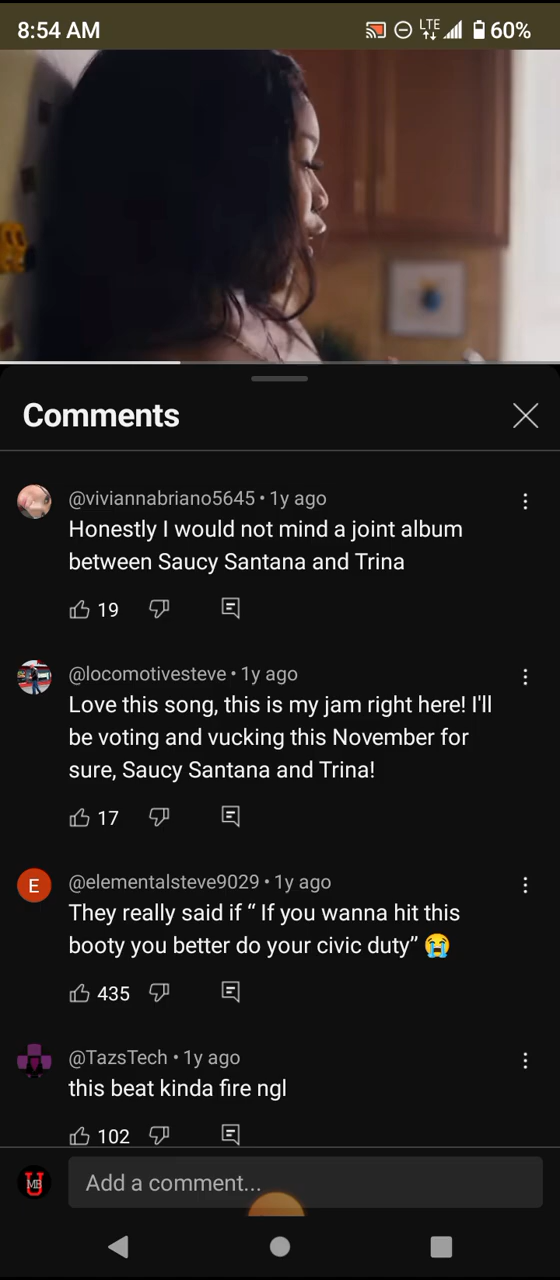 8:54 AM
LTE
60%
Comments
@viviannabriano5645 • 1y ago
Honestly I would not mind a joint album
between Saucy Santana and Trina
19
@locomotivesteve • 1y ago
Love this song, this is my jam right here! I'll
be voting and vucking this November for
sure, Saucy Santana and Trina!
17
E
@elementalsteve9029 • 1y ago
They really said if “ If you wanna hit this
booty you better do your civic duty” 😭
435
@TazsTech • 1y ago
this beat kinda fire ngl
102
U
MB
Add a comment...